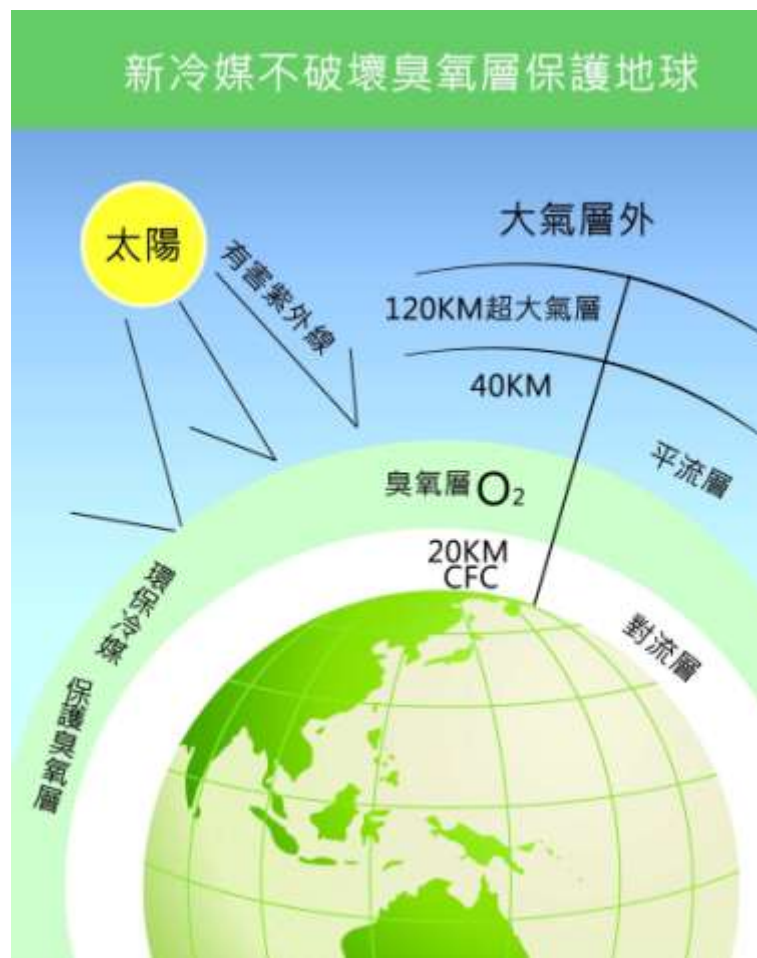 新冷媒不破壞臭氧層保護地球
太陽
有害紫外線
大氣層外
120KM超大氣層
40KM
平流層
臭氧層O₂
20KM
CFC
對流層
環保冷媒 保護臭氧層